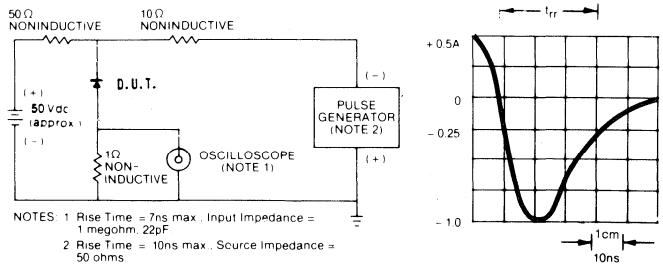 50 Ω
NONINDUCTIVE
10 Ω
NONINDUCTIVE
(+)
50 Vdc
(approx.)
(−)
D.U.T.
1Ω
NON-
INDUCTIVE
OSCILLOSCOPE
(NOTE 1)
(−)
PULSE
GENERATOR
(NOTE 2)
(+)
NOTES: 1 Rise Time = 7ns max., Input Impedance =
1 megohm, 22pF
2 Rise Time = 10ns max., Source Impedance =
50 ohms
trr
+ 0.5A
0
− 0.25
− 1.0
1cm
10ns